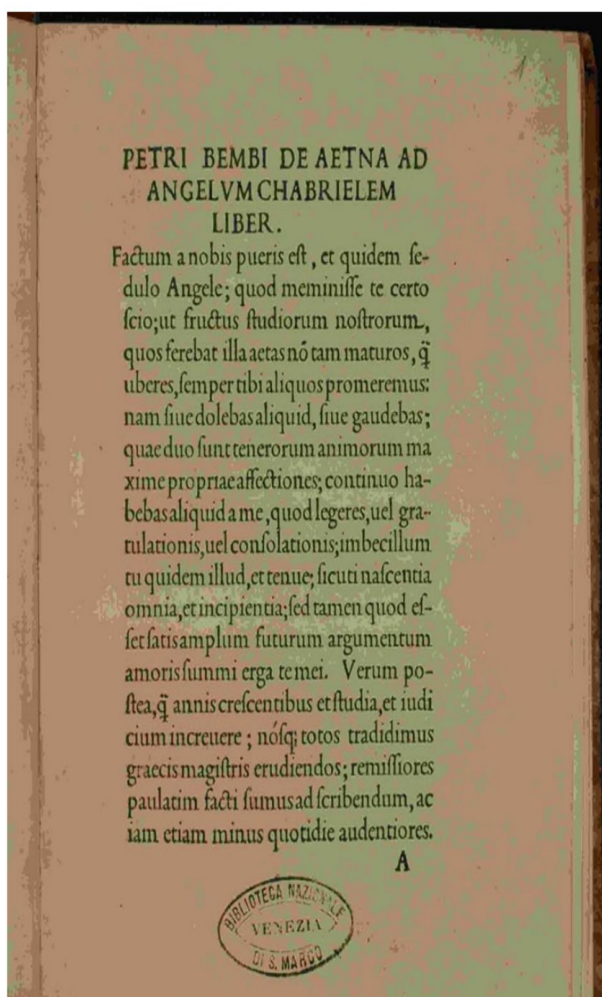 1
PETRI BEMBI DE AETNA AD
ANGELVM CHABRIELEM
LIBER.
Factum a nobis pueris est, et quidem se-
dulo Angele; quod meminisse te certo
scio; ut fructus studiorum nostrorum,
quos ferebat illa aetas nõ tam maturos, q̃
uberes, semper tibi aliquos promeremus:
nam siue dolebas aliquid, siue gaudebas;
quae duo sunt tenerorum animorum ma
xime propriae affectiones; continuo ha-
bebas aliquid a me, quod legeres, uel gra-
tulationis, uel consolationis; imbecillum
tu quidem illud, et tenue; sicuti nascentia
omnia, et incipientia; sed tamen quod es-
set satis amplum futurum argumentum
amoris summi erga te mei. Verum po-
stea, q̃ annis crescentibus et studia, et iudi
cium increuere; nósq; totos tradidimus
graecis magistris erudiendos; remissiores
paulatim facti sumus ad scribendum, ac
iam etiam minus quotidie audentiores.
A
BIBLIOTECA NAZIONALE
VENEZIA
DI S. MARCO